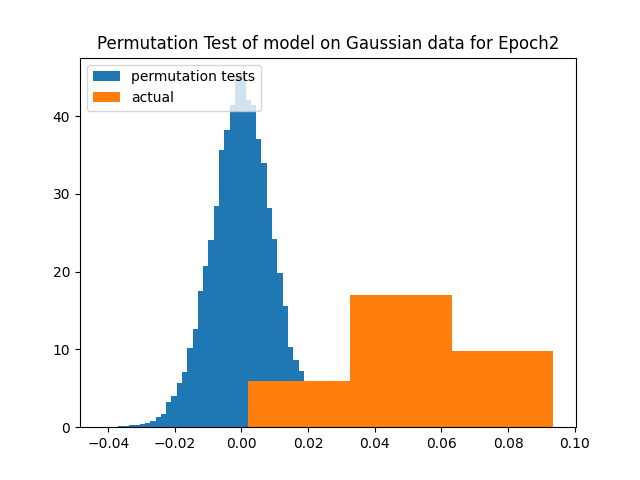 Permutation Test of model on Gaussian data for Epoch2
permutation tests
actual
40
30
20
10
0
−0.04 −0.02 0.00 0.02 0.04 0.06 0.08 0.10